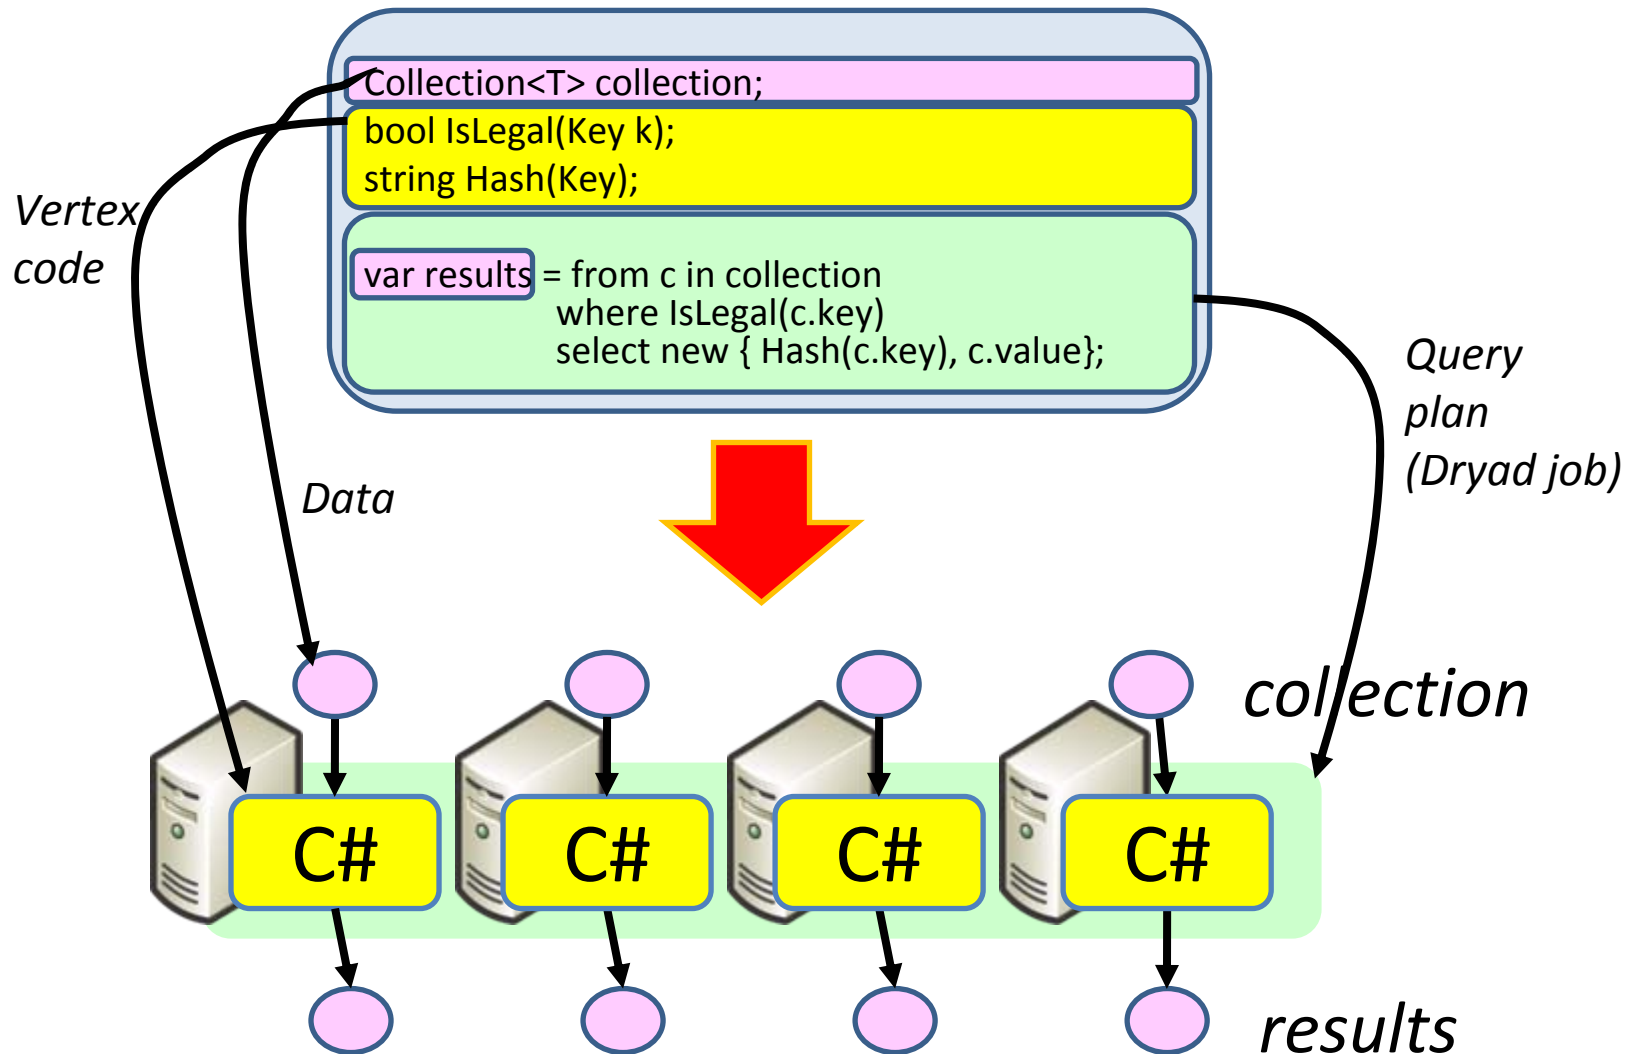 Collection<T> collection;
bool IsLegal(Key k);
string Hash(Key);
var results = from c in collection
where IsLegal(c.key)
select new { Hash(c.key), c.value};
Vertex
code
Data
Query
plan
(Dryad job)
collection
C#
C#
C#
C#
results